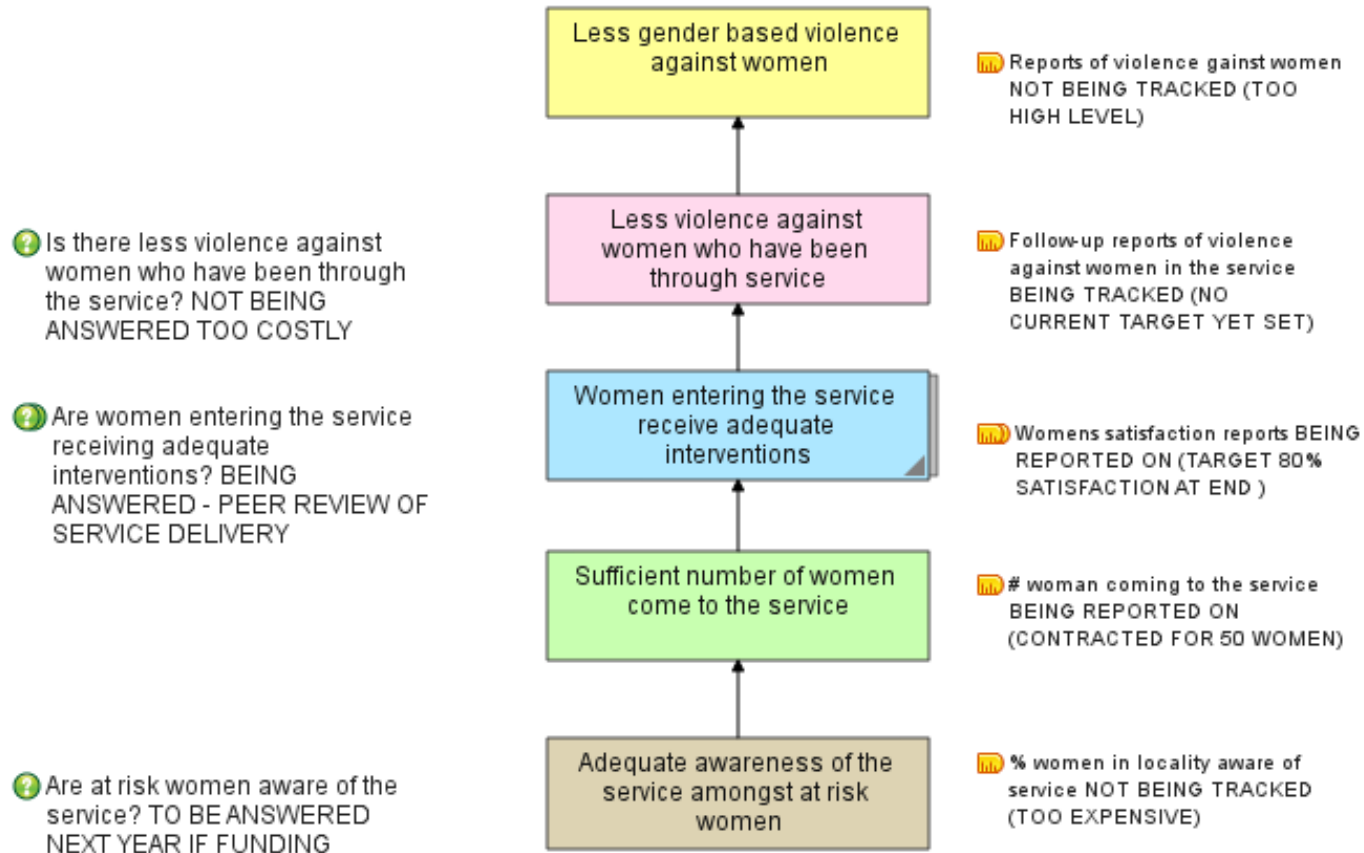 Less gender based violence
against women
Reports of violence gainst women
NOT BEING TRACKED (TOO
HIGH LEVEL)
Is there less violence against
women who have been through
the service? NOT BEING
ANSWERED TOO COSTLY
Less violence against
women who have been
through service
Follow-up reports of violence
against women in the service
BEING TRACKED (NO
CURRENT TARGET YET SET)
Are women entering the service
receiving adequate
interventions? BEING
ANSWERED - PEER REVIEW OF
SERVICE DELIVERY
Women entering the service
receive adequate
interventions
Womens satisfaction reports BEING
REPORTED ON (TARGET 80%
SATISFACTION AT END )
Sufficient number of women
come to the service
# woman coming to the service
BEING REPORTED ON
(CONTRACTED FOR 50 WOMEN)
Are at risk women aware of the
service? TO BE ANSWERED
NEXT YEAR IF FUNDING
Adequate awareness of the
service amongst at risk
women
% women in locality aware of
service NOT BEING TRACKED
(TOO EXPENSIVE)